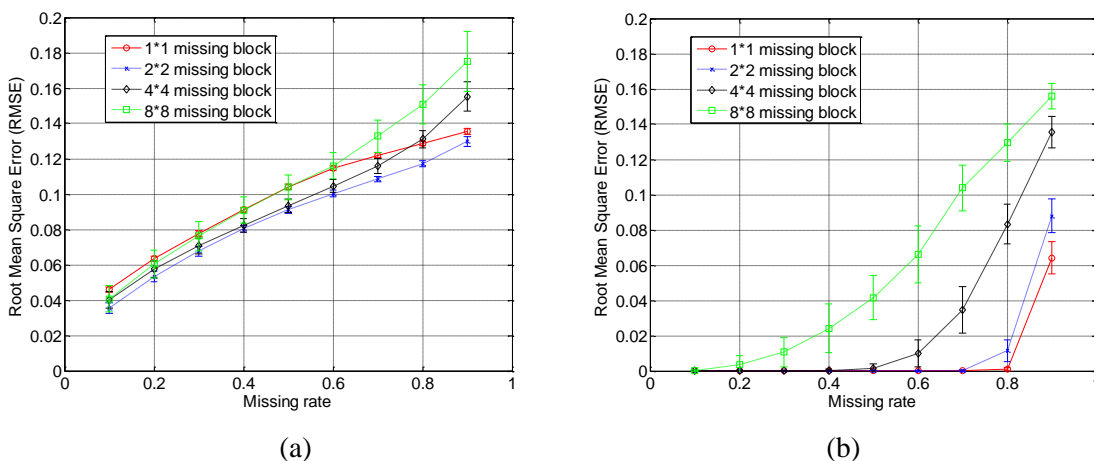 0.2
0.18
0.16
0.14
0.12
0.1
0.08
0.06
0.04
0.02
0
Root Mean Square Error (RMSE)
1*1 missing block
2*2 missing block
4*4 missing block
8*8 missing block
0 0.2 0.4 0.6 0.8 1
Missing rate
(a)
0.2
0.18
0.16
0.14
0.12
0.1
0.08
0.06
0.04
0.02
0
Root Mean Square Error (RMSE)
1*1 missing block
2*2 missing block
4*4 missing block
8*8 missing block
0 0.2 0.4 0.6 0.8 1
Missing rate
(b)